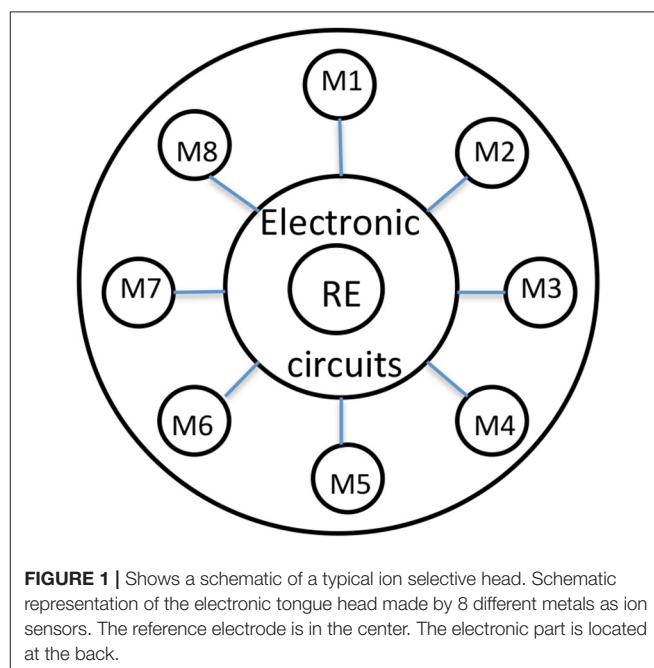 M1
M8
M2
Electronic
M7
RE
M3
circuits
M6
M4
M5
FIGURE 1 | Shows a schematic of a typical ion selective head. Schematic
representation of the electronic tongue head made by 8 different metals as ion
sensors. The reference electrode is in the center. The electronic part is located
at the back.